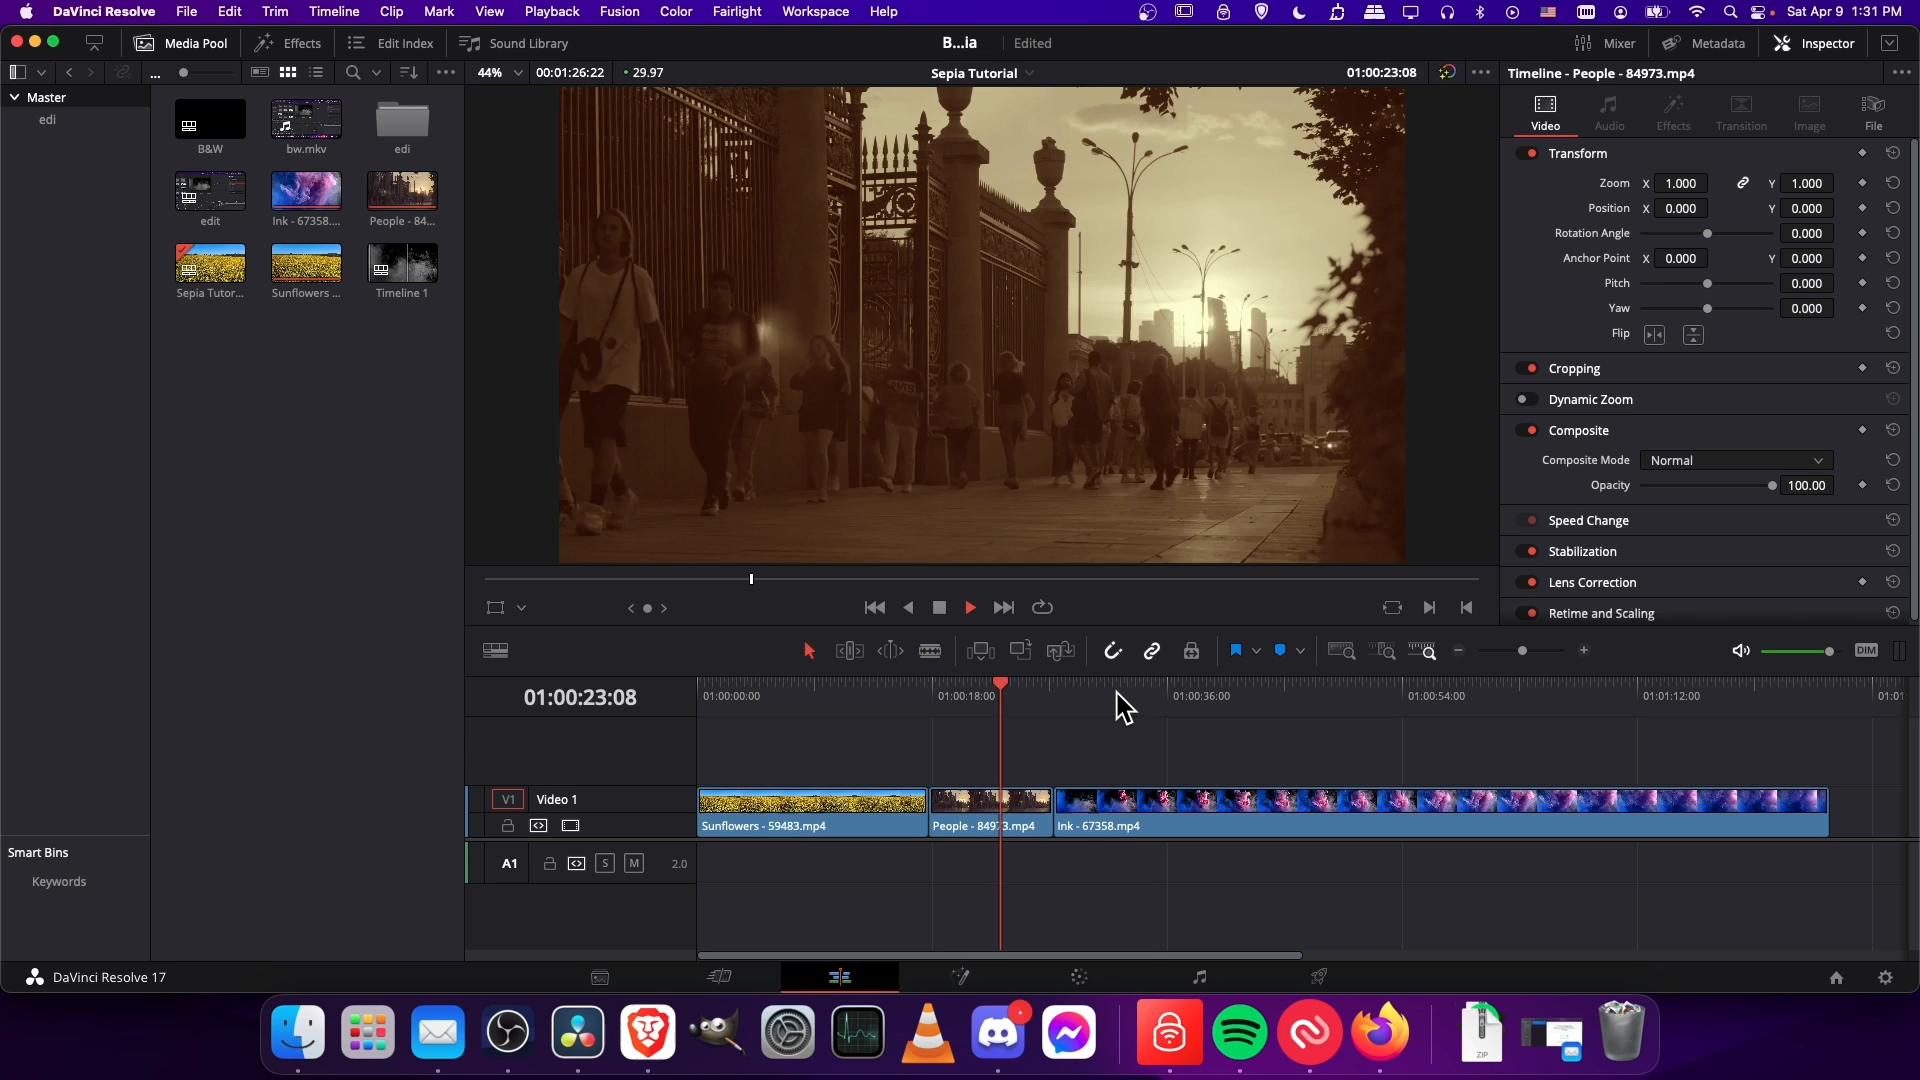 DaVinci Resolve File Edit Trim Timeline Clip Mark View Playback Fusion Color Fairlight Workspace Help Sat Apr 9 1:31 PM
Media Pool Effects Edit Index Sound Library B...ia Edited Mixer Metadata Inspector
... 44% 00:01:26:22 29.97 Sepia Tutorial 01:00:23:08 Timeline - People - 84973.mp4
Master
edi
B&W bw.mkv edi
edit Ink - 67358.... People - 84...
Sepia Tutor... Sunflowers ... Timeline 1
Video Audio Effects Transition Image File
Transform
Zoom X 1.000 Y 1.000
Position X 0.000 Y 0.000
Rotation Angle 0.000
Anchor Point X 0.000 Y 0.000
Pitch 0.000
Yaw 0.000
Flip
Cropping
Dynamic Zoom
Composite
Composite Mode Normal
Opacity 100.00
Speed Change
Stabilization
Lens Correction
Retime and Scaling
DIM
01:00:23:08 01:00:00:00 01:00:18:00 01:00:36:00 01:00:54:00 01:01:12:00 01:01
V1 Video 1
Sunflowers - 59483.mp4 People - 84973.mp4 Ink - 67358.mp4
A1 S M 2.0
Smart Bins
Keywords
DaVinci Resolve 17
ZIP